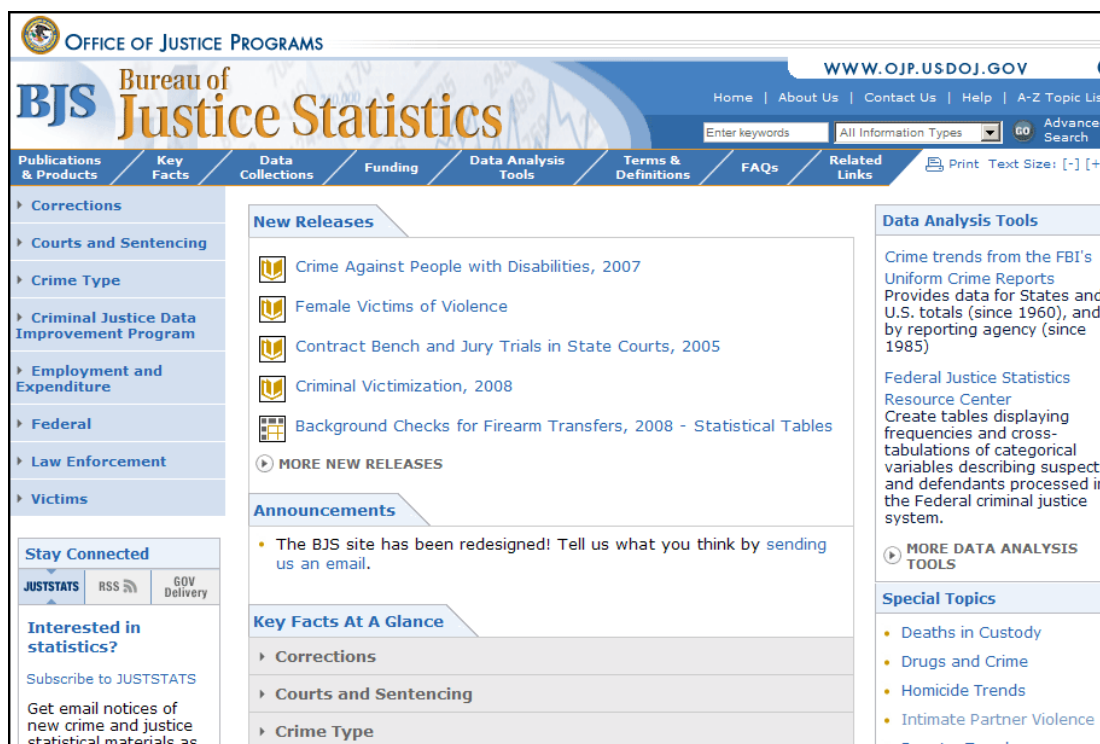 OFFICE OF JUSTICE PROGRAMS
WWW.OJP.USDOJ.GOV
BJS Bureau of
Justice Statistics
Home | About Us | Contact Us | Help | A-Z Topic Lis
Enter keywords
All Information Types
GO
Advance
Search
Publications
& Products
Key
Facts
Data
Collections
Funding
Data Analysis
Tools
Terms &
Definitions
FAQs
Related
Links
Print Text Size: [-] [+
Corrections
Courts and Sentencing
Crime Type
Criminal Justice Data
Improvement Program
Employment and
Expenditure
Federal
Law Enforcement
Victims
Stay Connected
JUSTSTATS
RSS
GOV
Delivery
Interested in
statistics?
Subscribe to JUSTSTATS
Get email notices of
new crime and justice
statistical materials as
New Releases
Crime Against People with Disabilities, 2007
Female Victims of Violence
Contract Bench and Jury Trials in State Courts, 2005
Criminal Victimization, 2008
Background Checks for Firearm Transfers, 2008 - Statistical Tables
MORE NEW RELEASES
Announcements
• The BJS site has been redesigned! Tell us what you think by sending
us an email.
Key Facts At A Glance
Corrections
Courts and Sentencing
Crime Type
Data Analysis Tools
Crime trends from the FBI's
Uniform Crime Reports
Provides data for States and
U.S. totals (since 1960), and
by reporting agency (since
1985)
Federal Justice Statistics
Resource Center
Create tables displaying
frequencies and cross-
tabulations of categorical
variables describing suspect
and defendants processed i
the Federal criminal justice
system.
MORE DATA ANALYSIS
TOOLS
Special Topics
• Deaths in Custody
• Drugs and Crime
• Homicide Trends
• Intimate Partner Violence